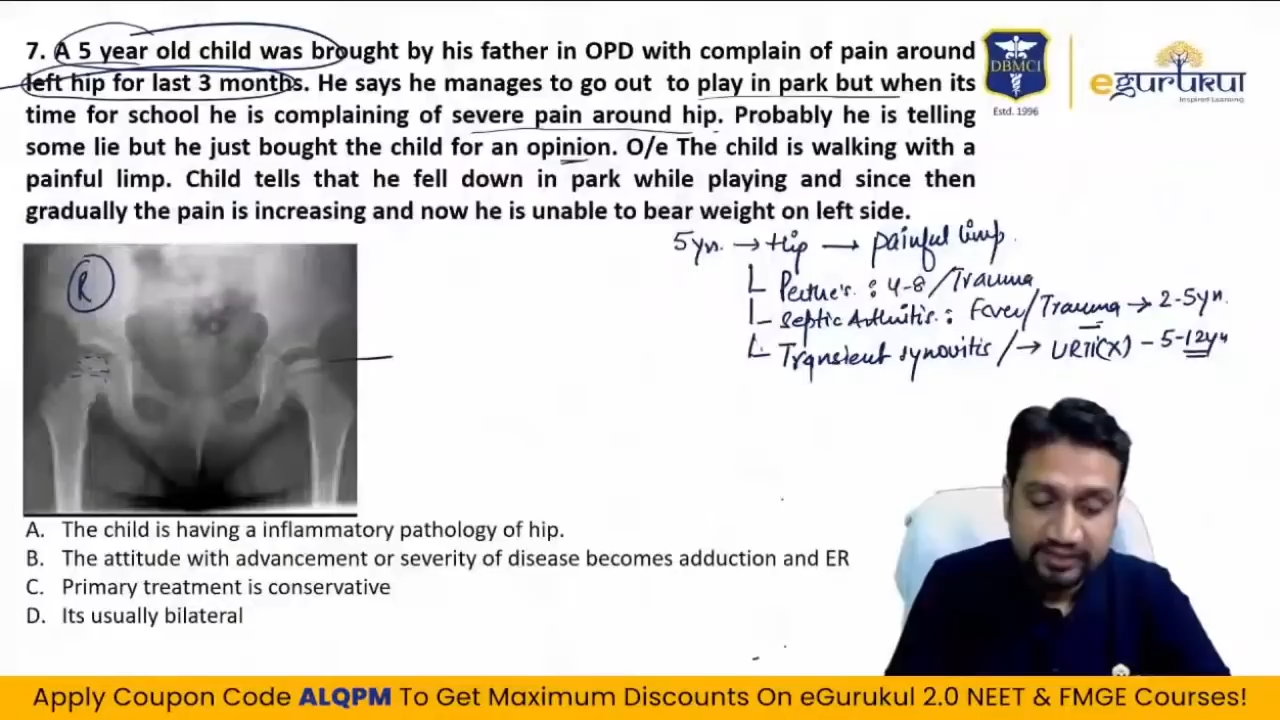 7. A 5 year old child was brought by his father in OPD with complain of pain around
left hip for last 3 months. He says he manages to go out to play in park but when its
time for school he is complaining of severe pain around hip. Probably he is telling
some lie but he just bought the child for an opinion. O/e The child is walking with a
painful limp. Child tells that he fell down in park while playing and since then
gradually the pain is increasing and now he is unable to bear weight on left side.
DBMCI
Estd. 1996
egurukul
Inspired Learning
5yr. → Hip → painful limp.
Perthe's : 4-8/Trauma
Septic Arthritis : Fever/Trauma → 2-5yr.
Transient synovitis / → URTI(X) - 5-12yr
R
A. The child is having a inflammatory pathology of hip.
B. The attitude with advancement or severity of disease becomes adduction and ER
C. Primary treatment is conservative
D. Its usually bilateral
Apply Coupon Code ALQPM To Get Maximum Discounts On eGurukul 2.0 NEET & FMGE Courses!